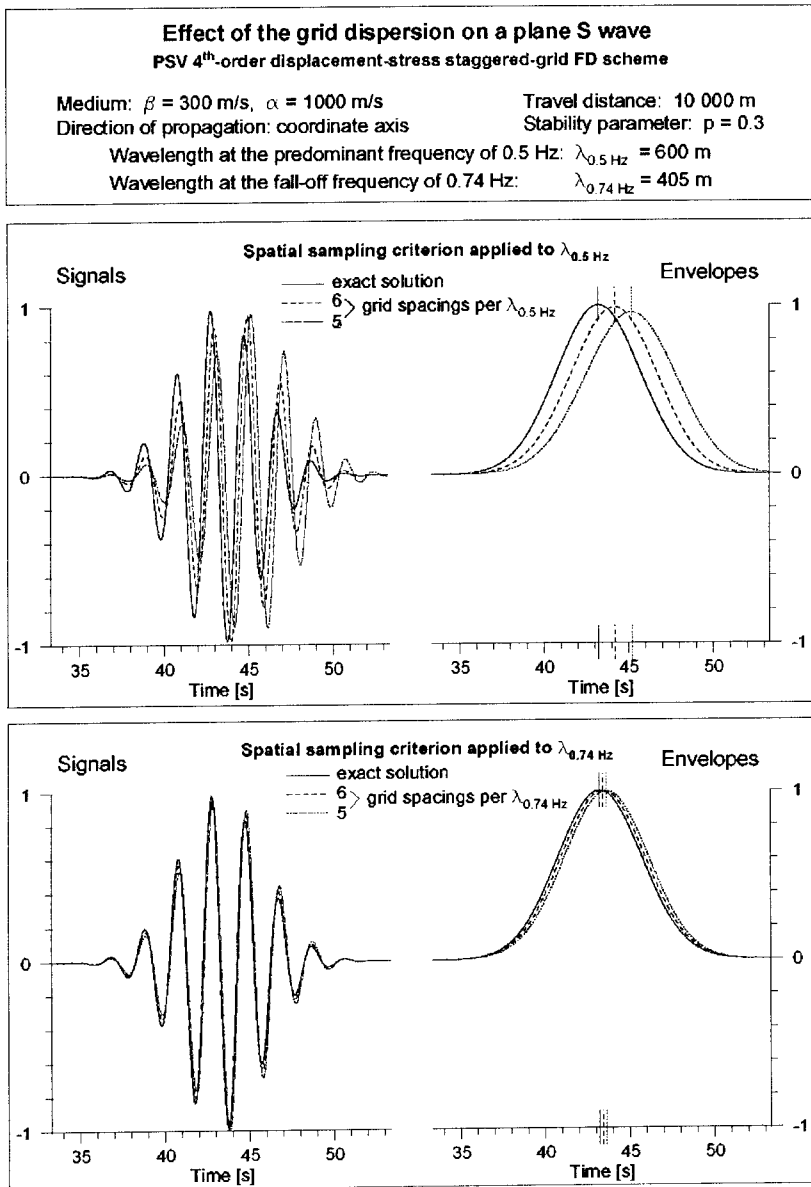 Effect of the grid dispersion on a plane S wave
PSV 4th-order displacement-stress staggered-grid FD scheme
Medium: β = 300 m/s, α = 1000 m/s
Travel distance: 10 000 m
Direction of propagation: coordinate axis
Stability parameter: p = 0.3
Wavelength at the predominant frequency of 0.5 Hz: λ0.5 Hz = 600 m
Wavelength at the fall-off frequency of 0.74 Hz: λ0.74 Hz = 405 m
Spatial sampling criterion applied to λ0.5 Hz
Signals
Envelopes
exact solution
6
5
grid spacings per λ0.5 Hz
1
0
-1
35 40 45 50
Time [s]
1
0
-1
35 40 45 50
Time [s]
Spatial sampling criterion applied to λ0.74 Hz
Signals
Envelopes
exact solution
6
5
grid spacings per λ0.74 Hz
1
0
-1
35 40 45 50
Time [s]
1
0
-1
35 40 45 50
Time [s]